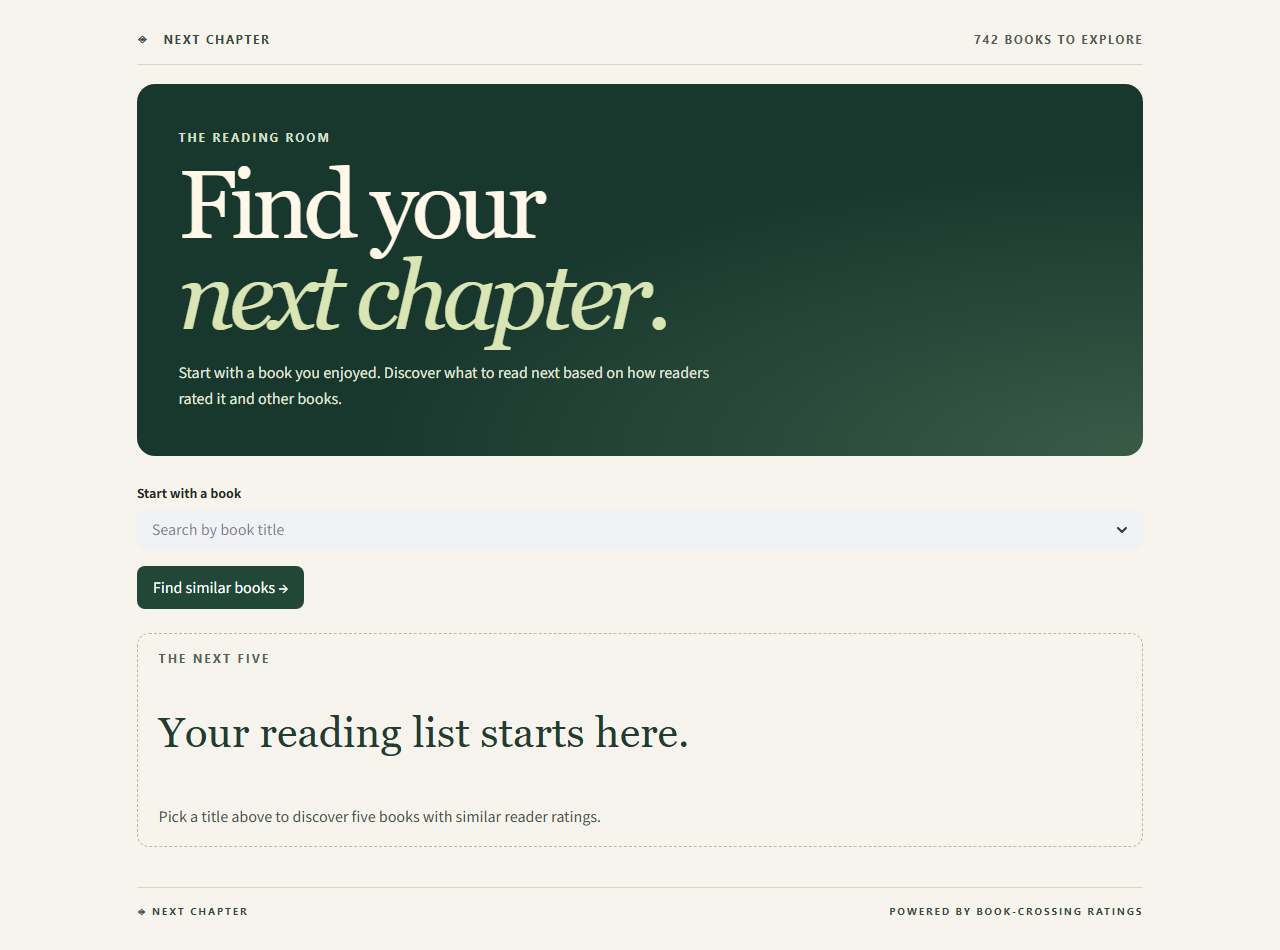 NEXT CHAPTER
742 BOOKS TO EXPLORE
THE READING ROOM
Find your
next chapter.
Start with a book you enjoyed. Discover what to read next based on how readers
rated it and other books.
Start with a book
Search by book title
Find similar books →
THE NEXT FIVE
Your reading list starts here.
Pick a title above to discover five books with similar reader ratings.
NEXT CHAPTER
POWERED BY BOOK-CROSSING RATINGS